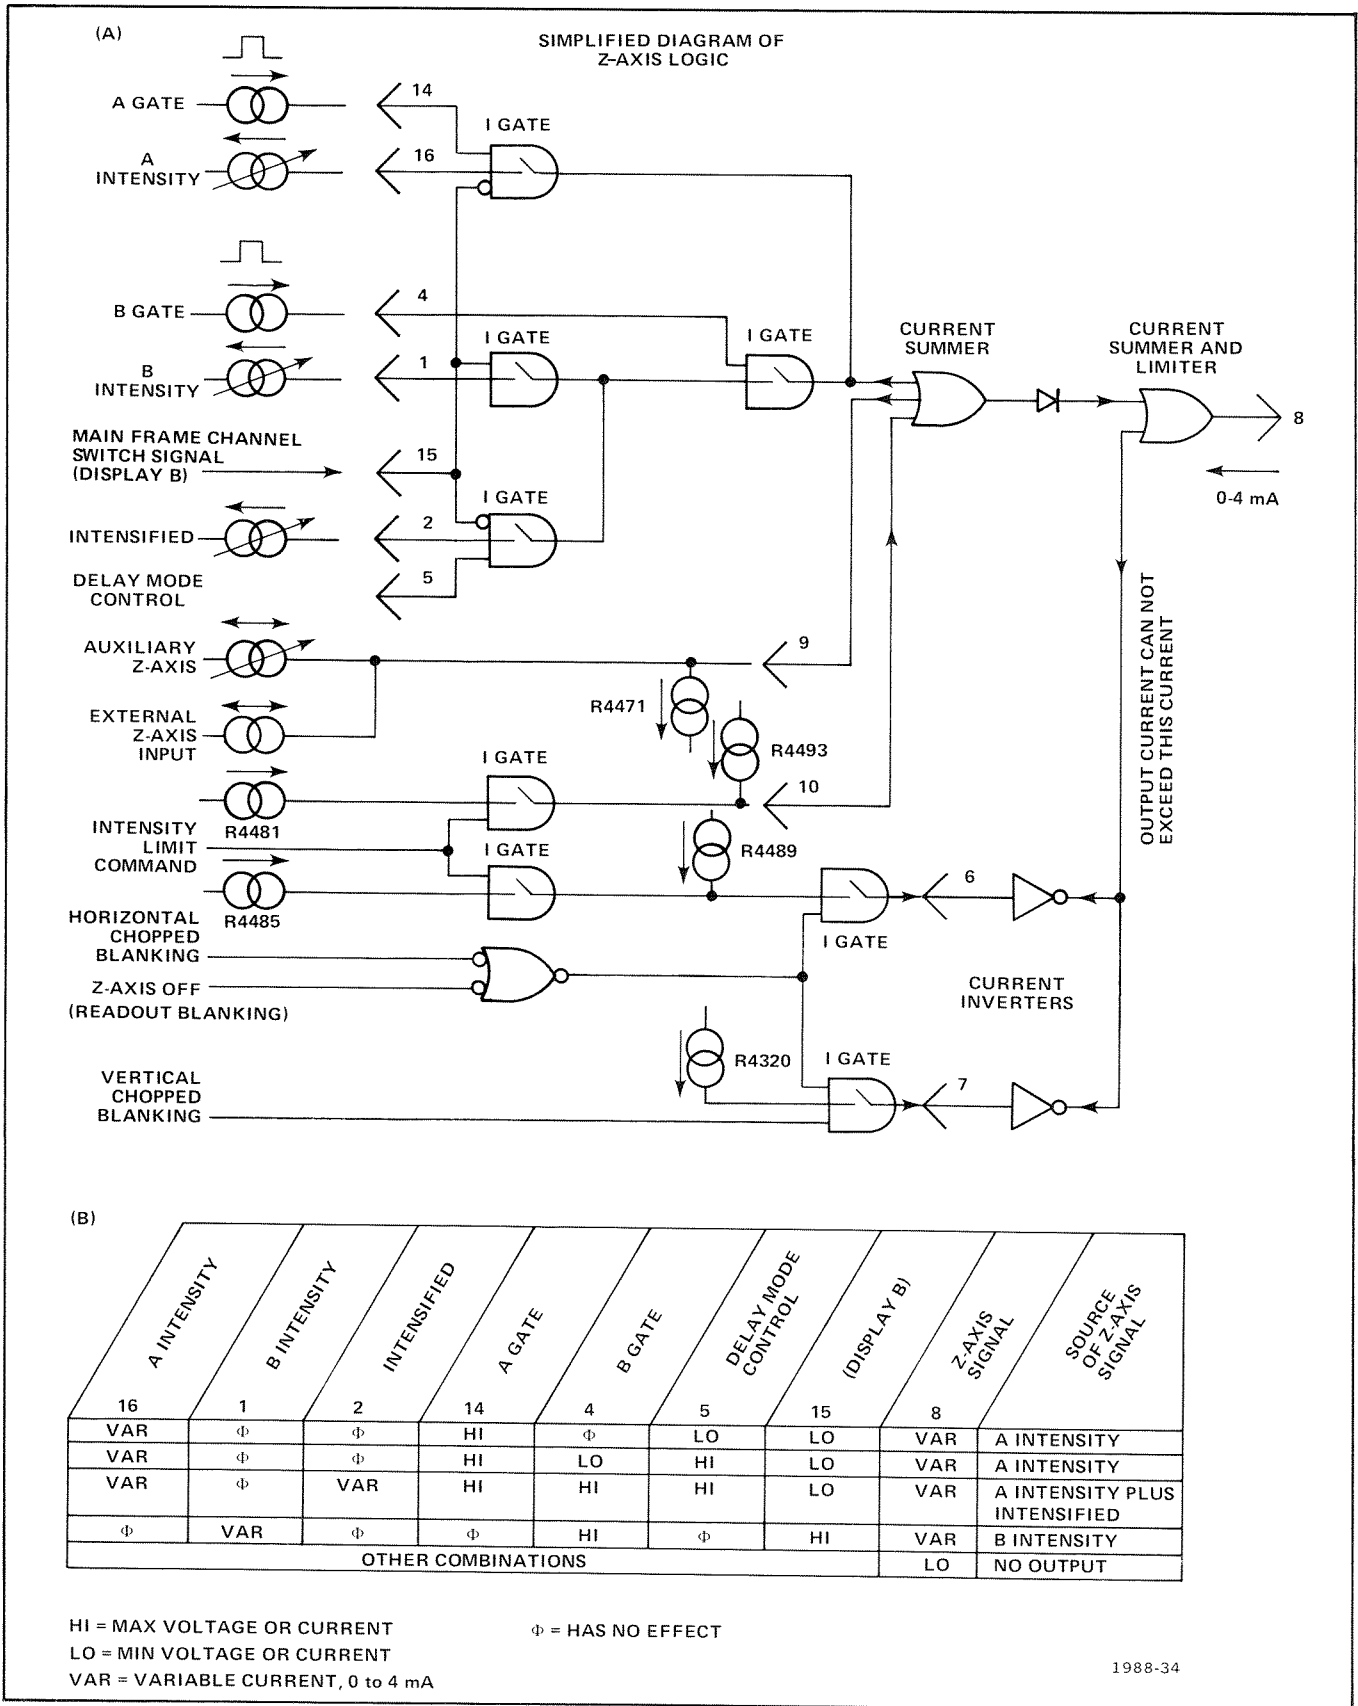 (A)
SIMPLIFIED DIAGRAM OF
Z-AXIS LOGIC
A GATE
14
I GATE
A
INTENSITY
16
B GATE
4
I GATE
I GATE
CURRENT
SUMMER
CURRENT
SUMMER AND
LIMITER
B
INTENSITY
1
8
MAIN FRAME CHANNEL
SWITCH SIGNAL
(DISPLAY B)
15
0-4 mA
I GATE
INTENSIFIED
2
DELAY MODE
CONTROL
5
AUXILIARY
Z-AXIS
9
R4471
EXTERNAL
Z-AXIS
INPUT
R4493
OUTPUT CURRENT CAN NOT
EXCEED THIS CURRENT
I GATE
10
R4481
INTENSITY
LIMIT
COMMAND
I GATE
R4489
R4485
6
I GATE
HORIZONTAL
CHOPPED
BLANKING
Z-AXIS OFF
(READOUT BLANKING)
CURRENT
INVERTERS
R4320
I GATE
7
VERTICAL
CHOPPED
BLANKING
(B)
A INTENSITY
B INTENSITY
INTENSIFIED
A GATE
B GATE
DELAY MODE
CONTROL
(DISPLAY B)
Z-AXIS
SIGNAL
SOURCE
OF Z-AXIS
SIGNAL
16 1 2 14 4 5 15 8
VAR Φ Φ HI Φ LO LO VAR A INTENSITY
VAR Φ Φ HI LO HI LO VAR A INTENSITY
VAR Φ VAR HI HI HI LO VAR A INTENSITY PLUS
INTENSIFIED
Φ VAR Φ Φ HI Φ HI VAR B INTENSITY
OTHER COMBINATIONS LO NO OUTPUT
HI = MAX VOLTAGE OR CURRENT Φ = HAS NO EFFECT
LO = MIN VOLTAGE OR CURRENT
VAR = VARIABLE CURRENT, 0 to 4 mA
1988-34